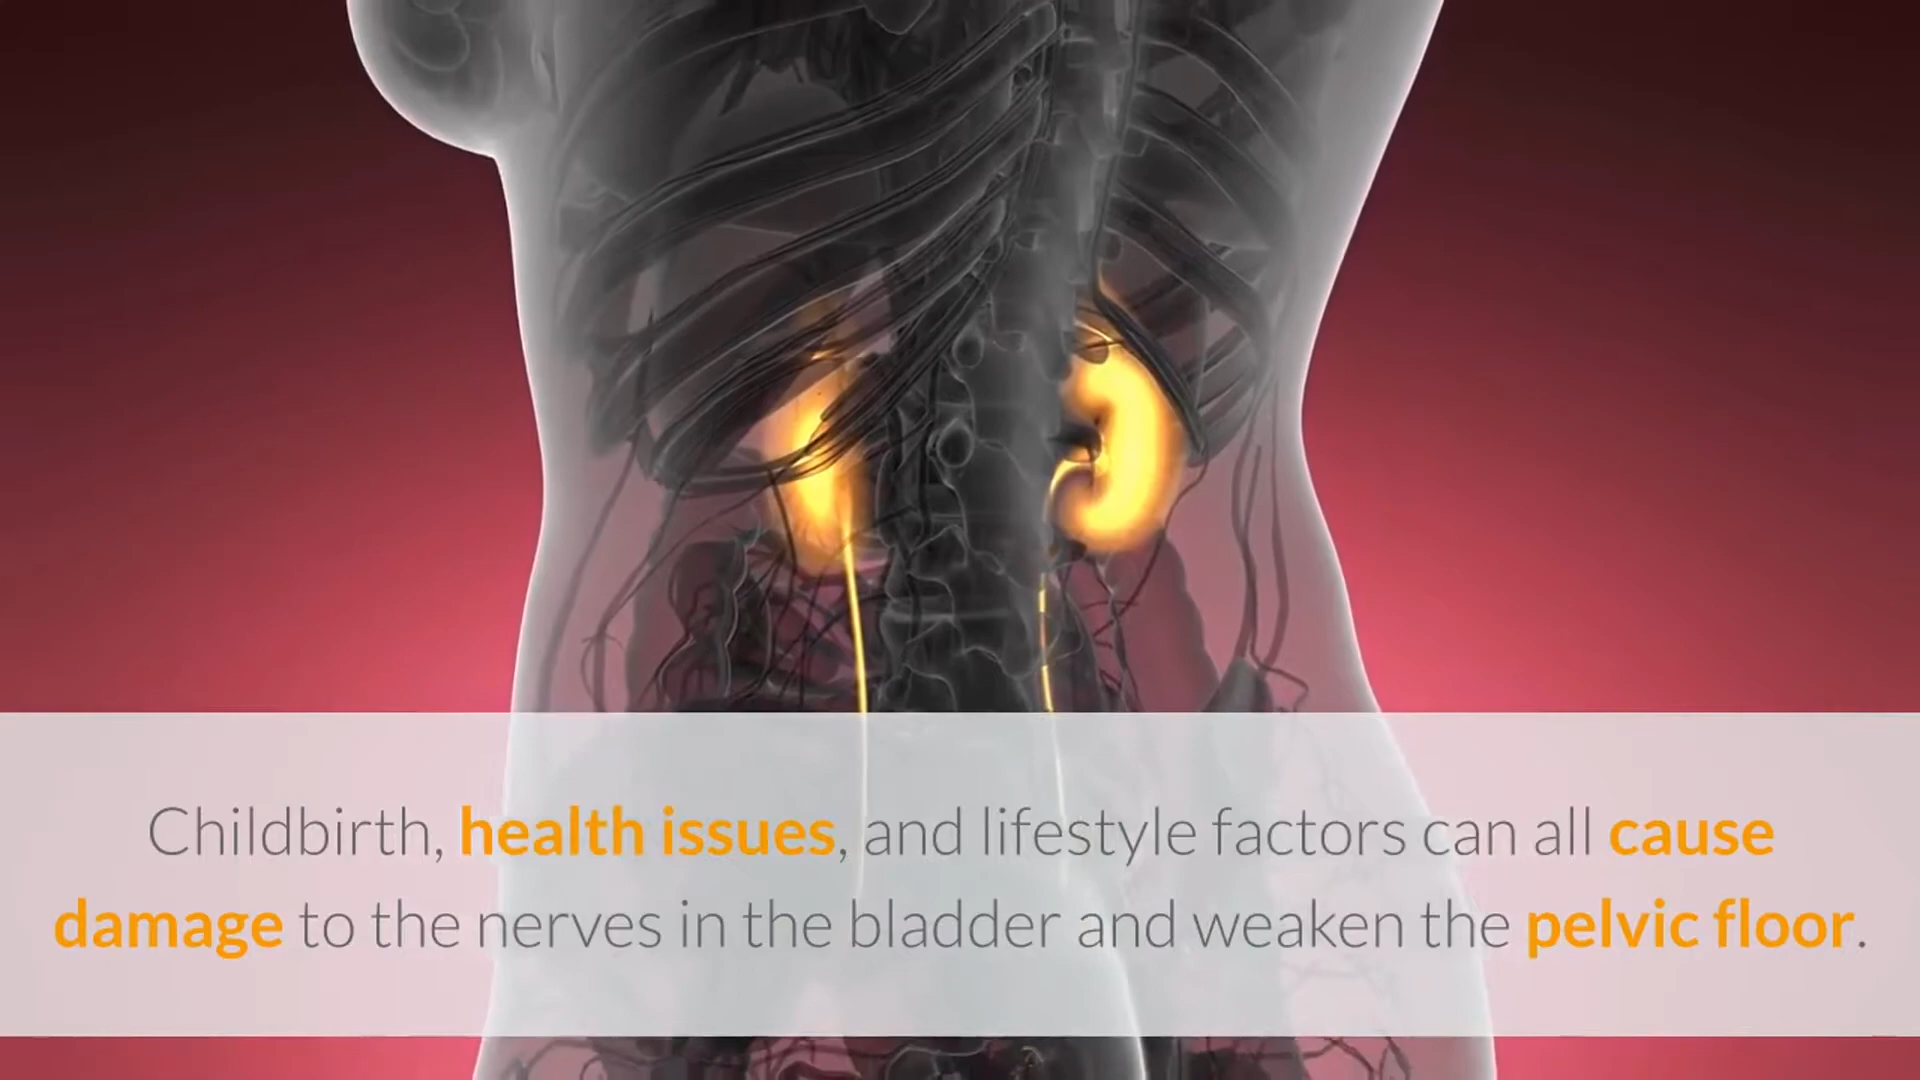 Childbirth, health issues, and lifestyle factors can all cause
damage to the nerves in the bladder and weaken the pelvic floor.